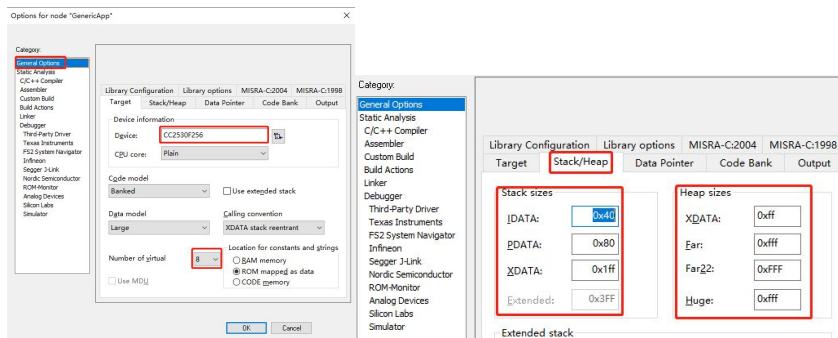 Options for node "GenericApp"
Category:
General Options
Static Analysis
C/C++ Compiler
Assembler
Custom Build
Build Actions
Linker
Debugger
Third-Party Driver
Texas Instruments
FS2 System Navigator
Infineon
Segger J-Link
Nordic Semiconductor
ROM-Monitor
Analog Devices
Silicon Labs
Simulator
Library Configuration Library options MISRA-C:2004 MISRA-C:1998
Target Stack/Heap Data Pointer Code Bank Output
Device information
Device: CC2530F256
CPU core: Plain
Code model
Banked
Use extended stack
Data model
Large
Calling convention
XDATA stack reentrant
Number of virtual 8
Location for constants and strings
RAM memory
ROM mapped as data
CODE memory
Use MDU
OK Cancel
Category:
General Options
Static Analysis
C/C++ Compiler
Assembler
Custom Build
Build Actions
Linker
Debugger
Third-Party Driver
Texas Instruments
FS2 System Navigator
Infineon
Segger J-Link
Nordic Semiconductor
ROM-Monitor
Analog Devices
Silicon Labs
Simulator
Library Configuration Library options MISRA-C:2004 MISRA-C:1998
Target Stack/Heap Data Pointer Code Bank Output
Stack sizes
IDATA: 0x40
PDATA: 0x80
XDATA: 0x1ff
Extended: 0x3FF
Heap sizes
XDATA: 0xff
Far: 0xfff
Far22: 0xFFF
Huge: 0xfff
Extended stack